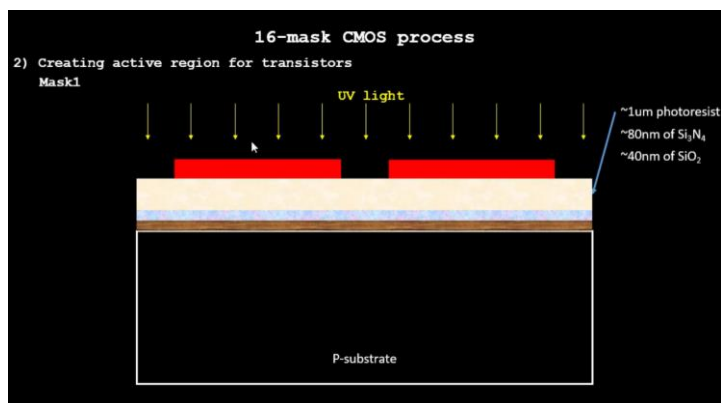 16-mask CMOS process
2) Creating active region for transistors
Mask1
UV light
~1um photoresist
~80nm of Si₃N₄
~40nm of SiO₂
P-substrate